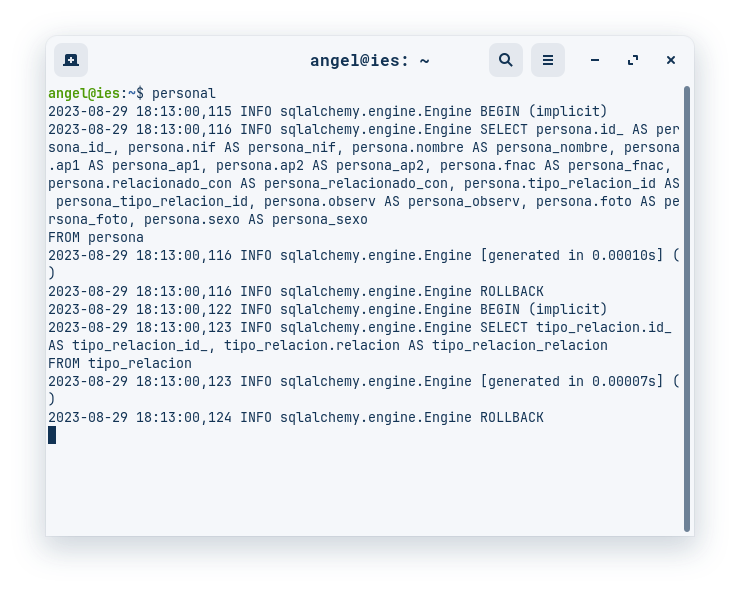 angel@ies: ~
angel@ies:~$ personal
2023-08-29 18:13:00,115 INFO sqlalchemy.engine.Engine BEGIN (implicit)
2023-08-29 18:13:00,116 INFO sqlalchemy.engine.Engine SELECT persona.id_ AS per
sona_id_, persona.nif AS persona_nif, persona.nombre AS persona_nombre, persona
.ap1 AS persona_ap1, persona.ap2 AS persona_ap2, persona.fnac AS persona_fnac,
persona.relacionado_con AS persona_relacionado_con, persona.tipo_relacion_id AS
 persona_tipo_relacion_id, persona.observ AS persona_observ, persona.foto AS pe
rsona_foto, persona.sexo AS persona_sexo
FROM persona
2023-08-29 18:13:00,116 INFO sqlalchemy.engine.Engine [generated in 0.00010s] (
)
2023-08-29 18:13:00,116 INFO sqlalchemy.engine.Engine ROLLBACK
2023-08-29 18:13:00,122 INFO sqlalchemy.engine.Engine BEGIN (implicit)
2023-08-29 18:13:00,123 INFO sqlalchemy.engine.Engine SELECT tipo_relacion.id_
AS tipo_relacion_id_, tipo_relacion.relacion AS tipo_relacion_relacion
FROM tipo_relacion
2023-08-29 18:13:00,123 INFO sqlalchemy.engine.Engine [generated in 0.00007s] (
)
2023-08-29 18:13:00,124 INFO sqlalchemy.engine.Engine ROLLBACK